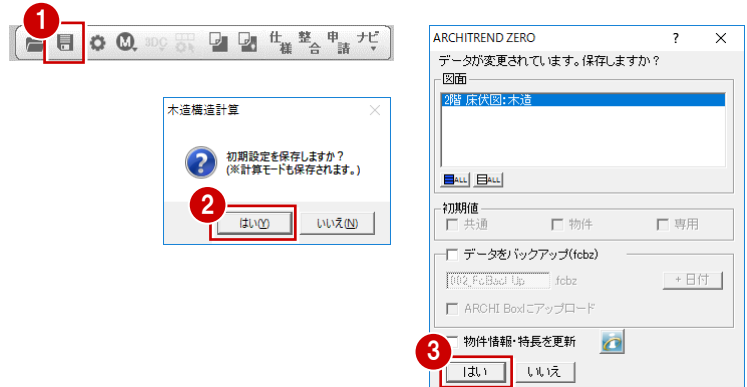 1
3DC
仕様
整合
申請
ナビ
木造構造計算
初期設定を保存しますか？
(※計算モードも保存されます。)
2
はい(Y)
いいえ(N)
ARCHITREND ZERO
?
データが変更されています。保存しますか？
図面
2階 床伏図:木造
ALL
ALL
初期値
共通
物件
専用
データをバックアップ(fcbz)
.fcbz
+日付
ARCHI Boxにアップロード
物件情報・特長を更新
3
はい
いいえ